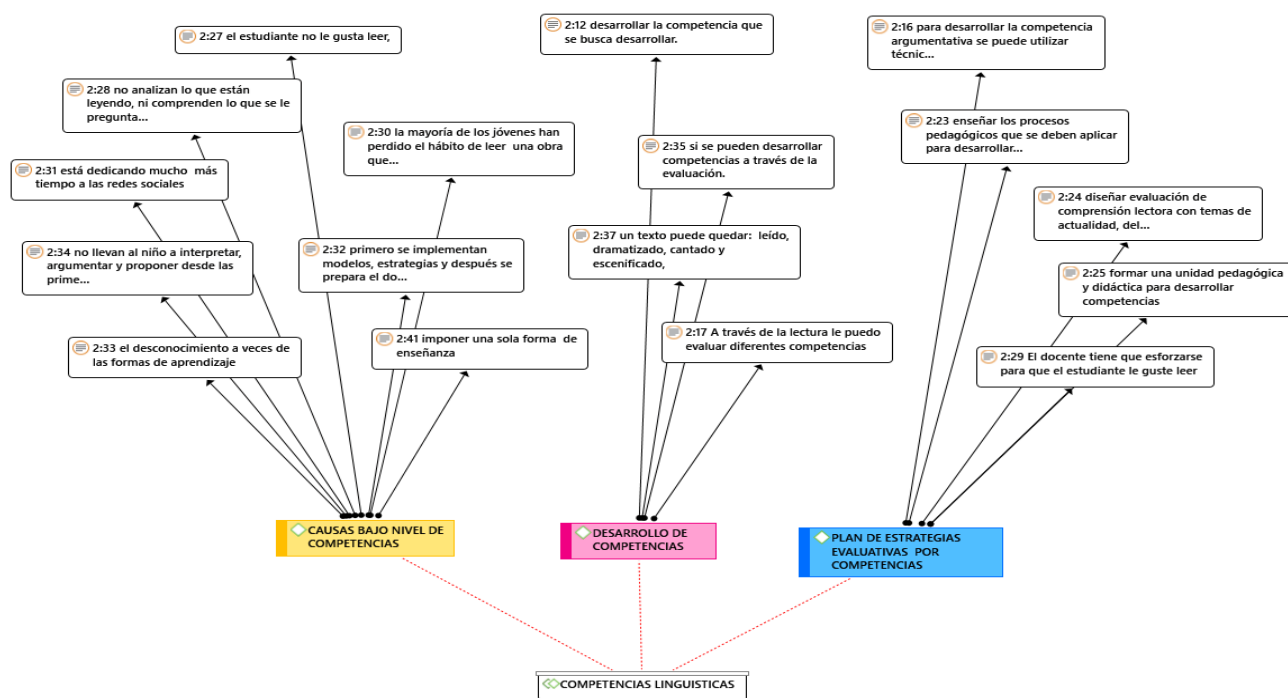 2:27 el estudiante no le gusta leer,
2:28 no analizan lo que están
leyendo, ni comprenden lo que se le
pregunta...
2:30 la mayoría de los jóvenes han
perdido el hábito de leer una obra
que...
2:31 está dedicando mucho más
tiempo a las redes sociales
2:34 no llevan al niño a interpretar,
argumentar y proponer desde las
prime...
2:32 primero se implementan
modelos, estrategias y después se
prepara el do...
2:33 el desconocimiento a veces de
las formas de aprendizaje
2:41 imponer una sola forma de
enseñanza
2:12 desarrollar la competencia que
se busca desarrollar.
2:35 si se pueden desarrollar
competencias a través de la
evaluación.
2:37 un texto puede quedar: leído,
dramatizado, cantado y
escenificado,
2:17 A través de la lectura le puedo
evaluar diferentes competencias
2:16 para desarrollar la competencia
argumentativa se puede utilizar
técnic...
2:23 enseñar los procesos
pedagógicos que se deben aplicar
para desarrollar...
2:24 diseñar evaluación de
comprensión lectora con temas de
actualidad, del...
2:25 formar una unidad pedagógica
y didáctica para desarrollar
competencias
2:29 El docente tiene que esforzarse
para que el estudiante le guste leer
CAUSAS BAJO NIVEL DE
COMPETENCIAS
DESARROLLO DE
COMPETENCIAS
PLAN DE ESTRATEGIAS
EVALUATIVAS POR
COMPETENCIAS
COMPETENCIAS LINGUISTICAS